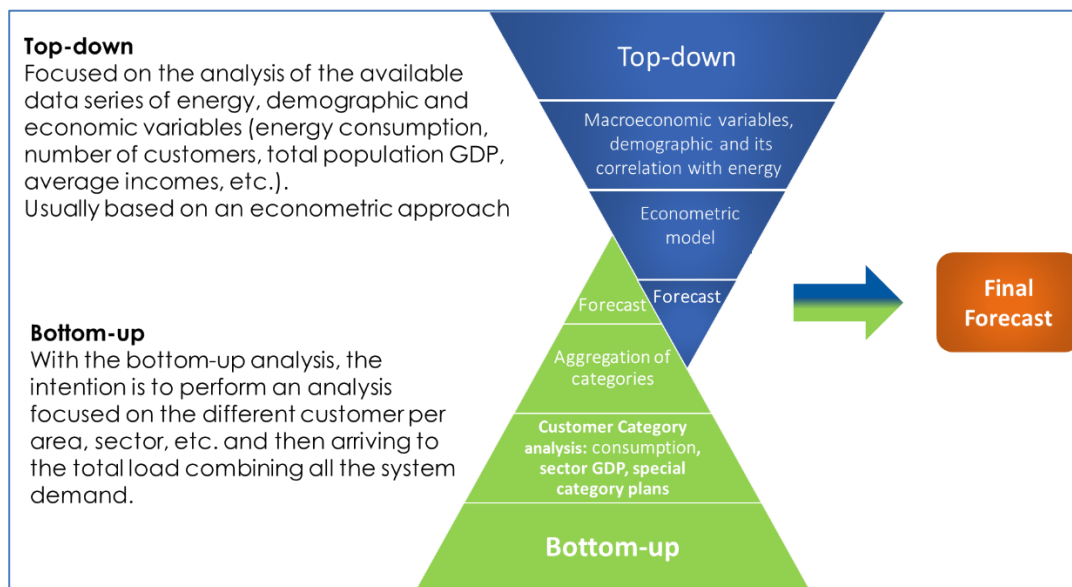 Top-down
Focused on the analysis of the available
data series of energy, demographic and
economic variables (energy consumption,
number of customers, total population GDP,
average incomes, etc.).
Usually based on an econometric approach
Bottom-up
With the bottom-up analysis, the
intention is to perform an analysis
focused on the different customer per
area, sector, etc. and then arriving to
the total load combining all the system
demand.
Top-down
Macroeconomic variables,
demographic and its
correlation with energy
Econometric
model
Forecast
Forecast
Aggregation of
categories
Customer Category
analysis: consumption,
sector GDP, special
category plans
Bottom-up
Final
Forecast